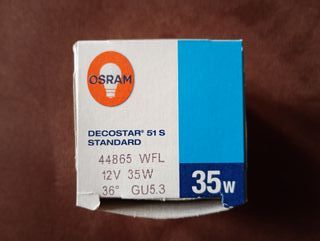 OSRAM
DECOSTAR® 51 S
STANDARD
44865 WFL
12V 35W
36° GU5.3
35W